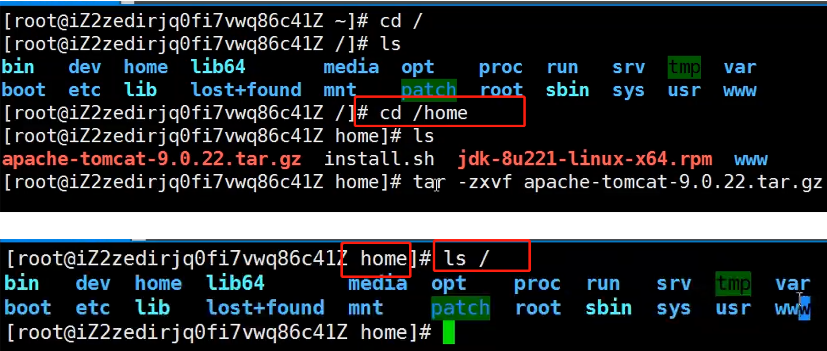 [root@iZ2zedirjq0fi7vwq86c41Z ~]# cd /
[root@iZ2zedirjq0fi7vwq86c41Z /]# ls
bin dev home lib64 media opt proc run srv tmp var
boot etc lib lost+found mnt patch root sbin sys usr www
[root@iZ2zedirjq0fi7vwq86c41Z /]# cd /home
[root@iZ2zedirjq0fi7vwq86c41Z home]# ls
apache-tomcat-9.0.22.tar.gz install.sh jdk-8u221-linux-x64.rpm www
[root@iZ2zedirjq0fi7vwq86c41Z home]# tar -zxvf apache-tomcat-9.0.22.tar.gz
[root@iZ2zedirjq0fi7vwq86c41Z home]# ls /
bin dev home lib64 media opt proc run srv tmp var
boot etc lib lost+found mnt patch root sbin sys usr www
[root@iZ2zedirjq0fi7vwq86c41Z home]#